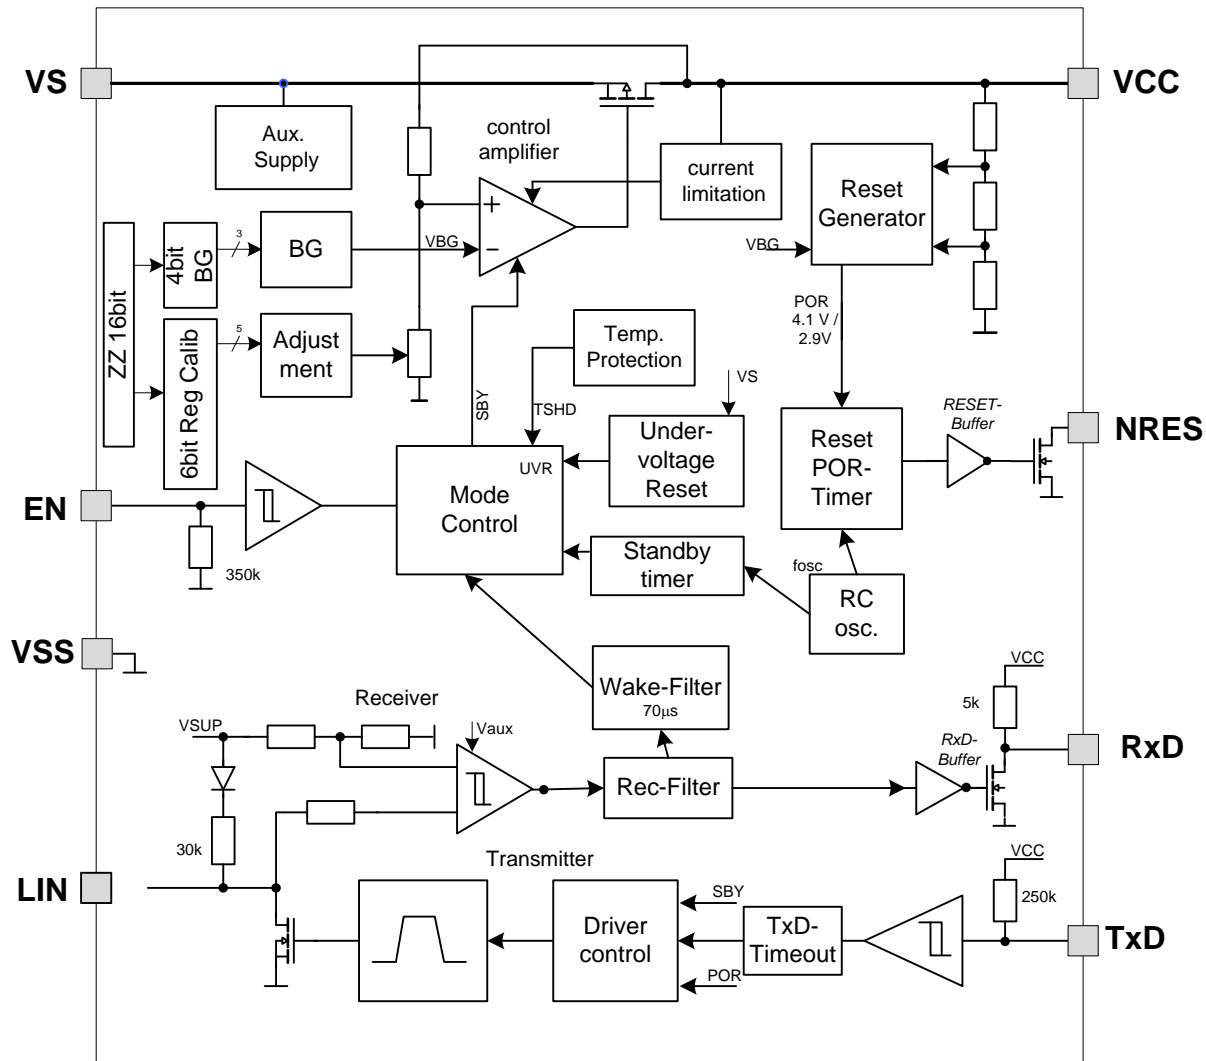 VS
VCC
Aux.
Supply
control
amplifier
current
limitation
Reset
Generator
ZZ 16bit
4bit
BG
3
BG
VBG
+
−
VBG
6bit Reg Calib
5
Adjust
ment
SBY
Temp.
Protection
TSHD
POR
4.1 V /
2.9V
VS
UVR
Under-
voltage
Reset
Mode
Control
Reset
POR-
Timer
RESET-
Buffer
NRES
EN
350k
Standby
timer
fosc
RC
osc.
VSS
Wake-Filter
70µs
Receiver
VSUP
Vaux
Rec-Filter
VCC
5k
RxD-
Buffer
RxD
30k
LIN
Transmitter
Driver
control
SBY
POR
TxD-
Timeout
VCC
250k
TxD